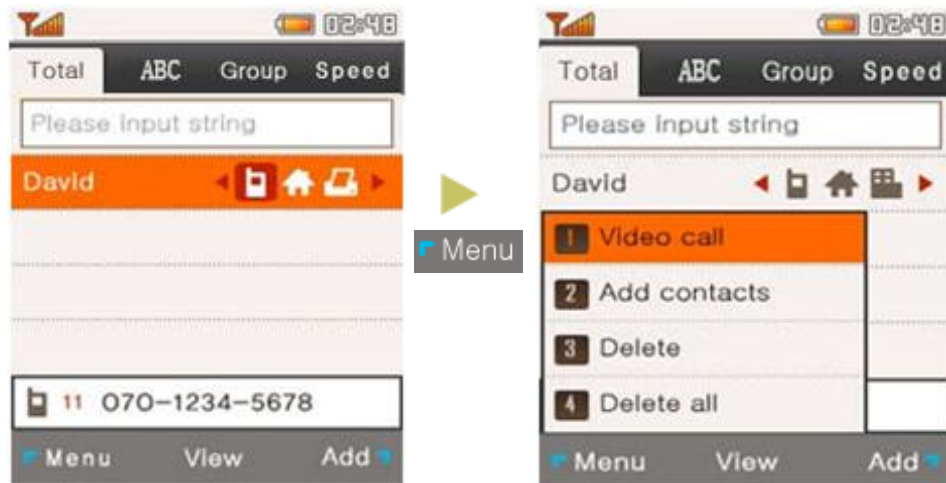 02:48
Total ABC Group Speed
Please input string
David
11 070-1234-5678
Menu View Add
Menu
02:48
Total ABC Group Speed
Please input string
David
1 Video call
2 Add contacts
3 Delete
4 Delete all
Menu View Add